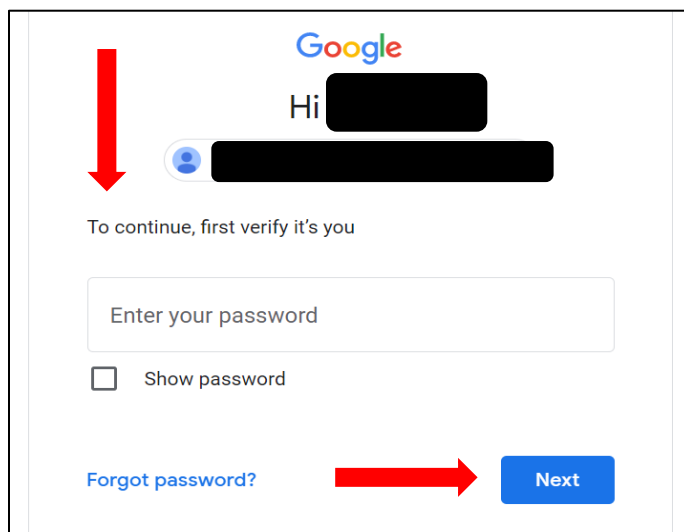 Google
Hi
To continue, first verify it's you
Enter your password
Show password
Forgot password?
Next